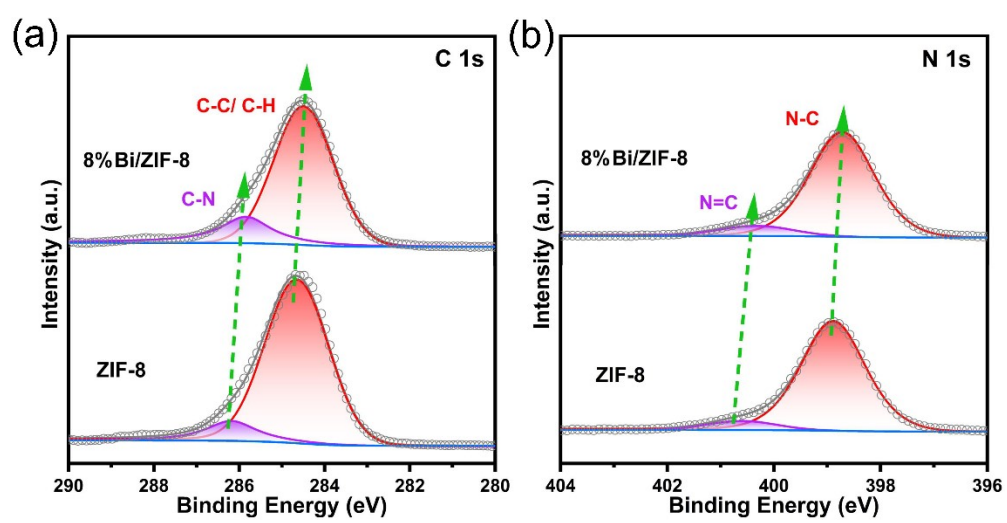 (a)
C 1s
C-C/ C-H
8%Bi/ZIF-8
C-N
ZIF-8
Intensity (a.u.)
290 288 286 284 282 280
Binding Energy (eV)
(b)
N 1s
N-C
8%Bi/ZIF-8
N=C
ZIF-8
Intensity (a.u.)
404 402 400 398 396
Binding Energy (eV)